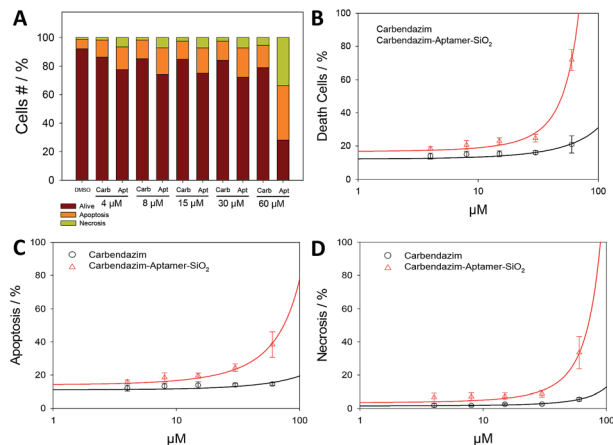 A
100
80
60
40
20
0
Cells # / %
DMSO Carb Apt Carb Apt Carb Apt Carb Apt Carb Apt
4 µM 8 µM 15 µM 30 µM 60 µM
Alive
Apoptosis
Necrosis
B
100
80
60
40
20
0
Death Cells / %
Carbendazim
Carbendazim-Aptamer-SiO₂
1 10 100
µM
C
100
80
60
40
20
0
Apoptosis / %
Carbendazim
Carbendazim-Aptamer-SiO₂
1 10 100
µM
D
100
80
60
40
20
0
Necrosis / %
Carbendazim
Carbendazim-Aptamer-SiO₂
1 10 100
µM